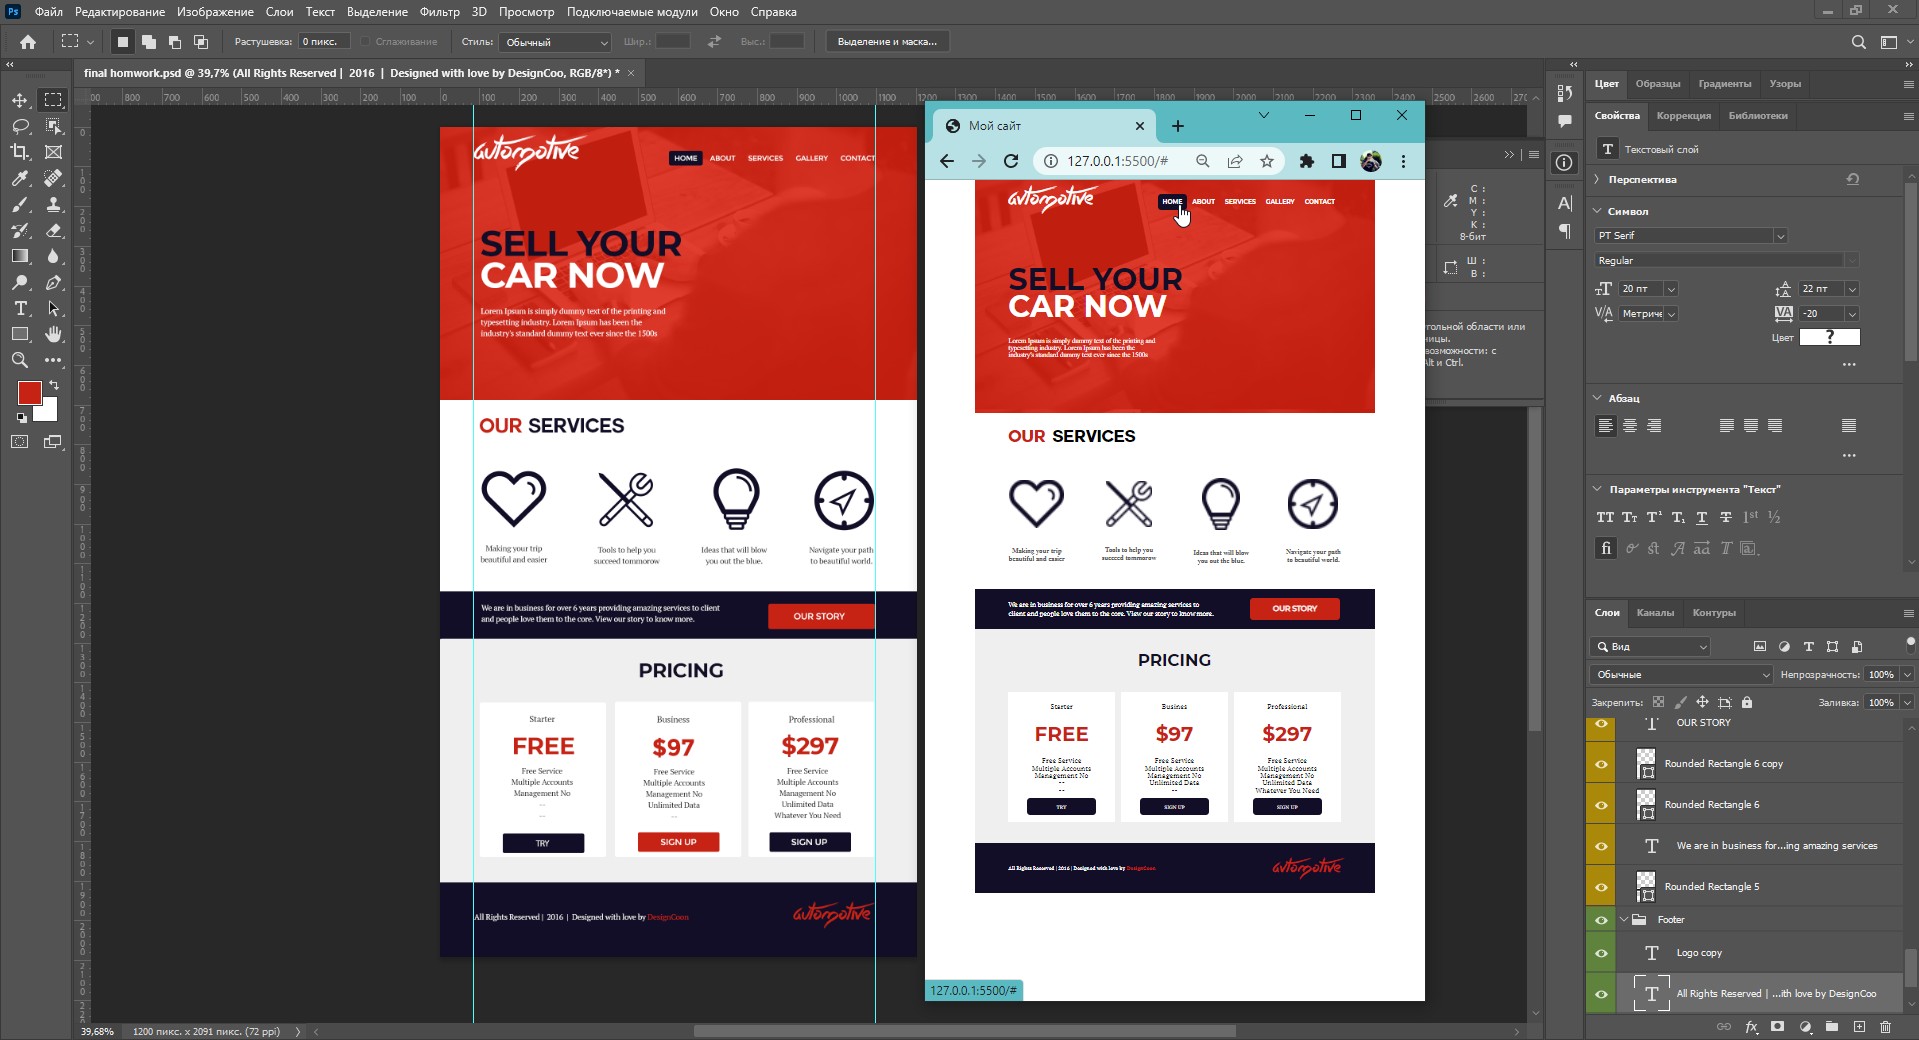 Ps Файл Редактирование Изображение Слои Текст Выделение Фильтр 3D Просмотр Подключаемые модули Окно Справка
Растушевка: 0 пикс. Сглаживание Стиль: Обычный Шир.: Выс.: Выделение и маска...
final homwork.psd @ 39,7% (All Rights Reserved | 2016 | Designed with love by DesignCoo, RGB/8*) *
automotive
HOME ABOUT SERVICES GALLERY CONTACT
SELL YOUR
CAR NOW
Lorem Ipsum is simply dummy text of the printing and
typesetting industry. Lorem Ipsum has been the
industry's standard dummy text ever since the 1500s
OUR SERVICES
Making your trip
beautiful and easier
Tools to help you
succeed tommorow
Ideas that will blow
you out the blue.
Navigate your path
to beautiful world.
We are in business for over 6 years providing amazing services to client
and people love them to the core. View our story to know more.
OUR STORY
PRICING
Starter
FREE
Free Service
Multiple Accounts
Management No
--
TRY
Business
$97
Free Service
Multiple Accounts
Management No
Unlimited Data
--
SIGN UP
Professional
$297
Free Service
Multiple Accounts
Management No
Unlimited Data
Whatever You Need
SIGN UP
All Rights Reserved | 2016 | Designed with love by DesignCoon
automotive
39,68% 1200 пикс. x 2091 пикс. (72 ppi)
Мой сайт
127.0.0.1:5500/#
automotive
HOME ABOUT SERVICES GALLERY CONTACT
SELL YOUR
CAR NOW
Lorem Ipsum is simply dummy text of the printing and
typesetting industry. Lorem Ipsum has been the
industry's standard dummy text ever since the 1500s
OUR SERVICES
Making your trip
beautiful and easier
Tools to help you
succeed tommorow
Ideas that will blow
you out the blue.
Navigate your path
to beautiful world.
We are in business for over 6 years providing amazing services to
client and people love them to the core. View our story to know more.
OUR STORY
PRICING
Starter
FREE
Free Service
Multiple Accounts
Management No
--
--
TRY
Busines
$97
Free Service
Multiple Accounts
Management No
Unlimited Data
--
SIGN UP
Professional
$297
Free Service
Multiple Accounts
Management No
Unlimited Data
Whatever You Need
SIGN UP
All Rights Reserved | 2016 | Designed with love by DesignCoon
automotive
127.0.0.1:5500/#
C :
M :
Y :
K :
8-бит
Ш :
В :
угольной области или
ницы.
возможности: с
Alt и Ctrl.
Цвет Образцы Градиенты Узоры
Свойства Коррекция Библиотеки
T Текстовый слой
Перспектива
Символ
PT Serif
Regular
20 пт 22 пт
Метриче -20
Цвет ?
Абзац
Параметры инструмента "Текст"
Слои Каналы Контуры
Вид
Обычные Непрозрачность: 100%
Закрепить: Заливка: 100%
OUR STORY
Rounded Rectangle 6 copy
Rounded Rectangle 6
We are in business for...ing amazing services
Rounded Rectangle 5
Footer
Logo copy
All Rights Reserved | ...ith love by DesignCoo